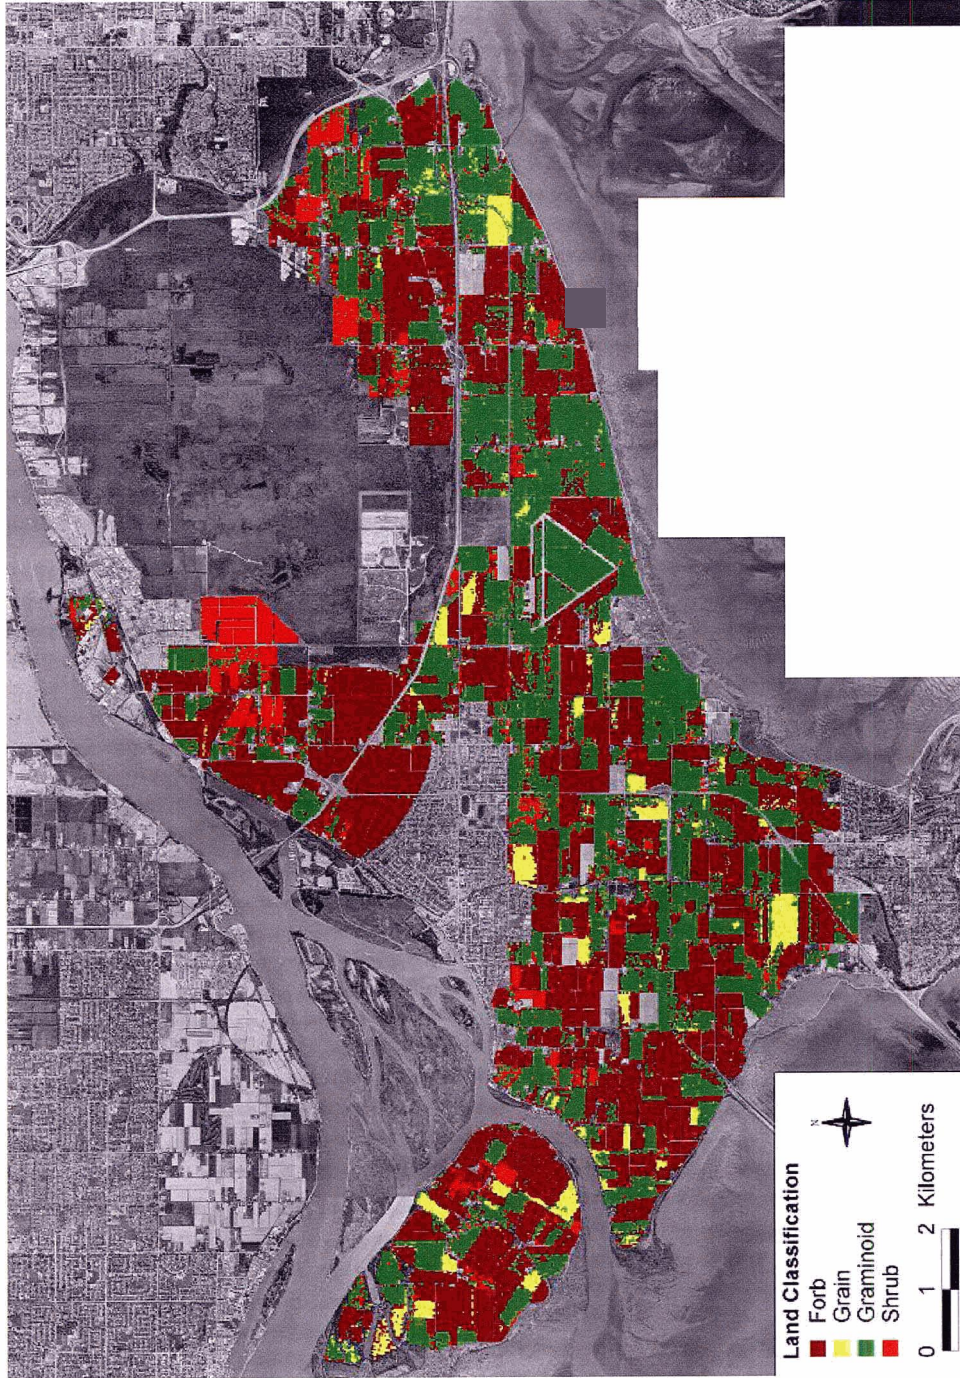 Land Classification
Forb
Grain
Graminoid
Shrub
N
0 1 2 Kilometers